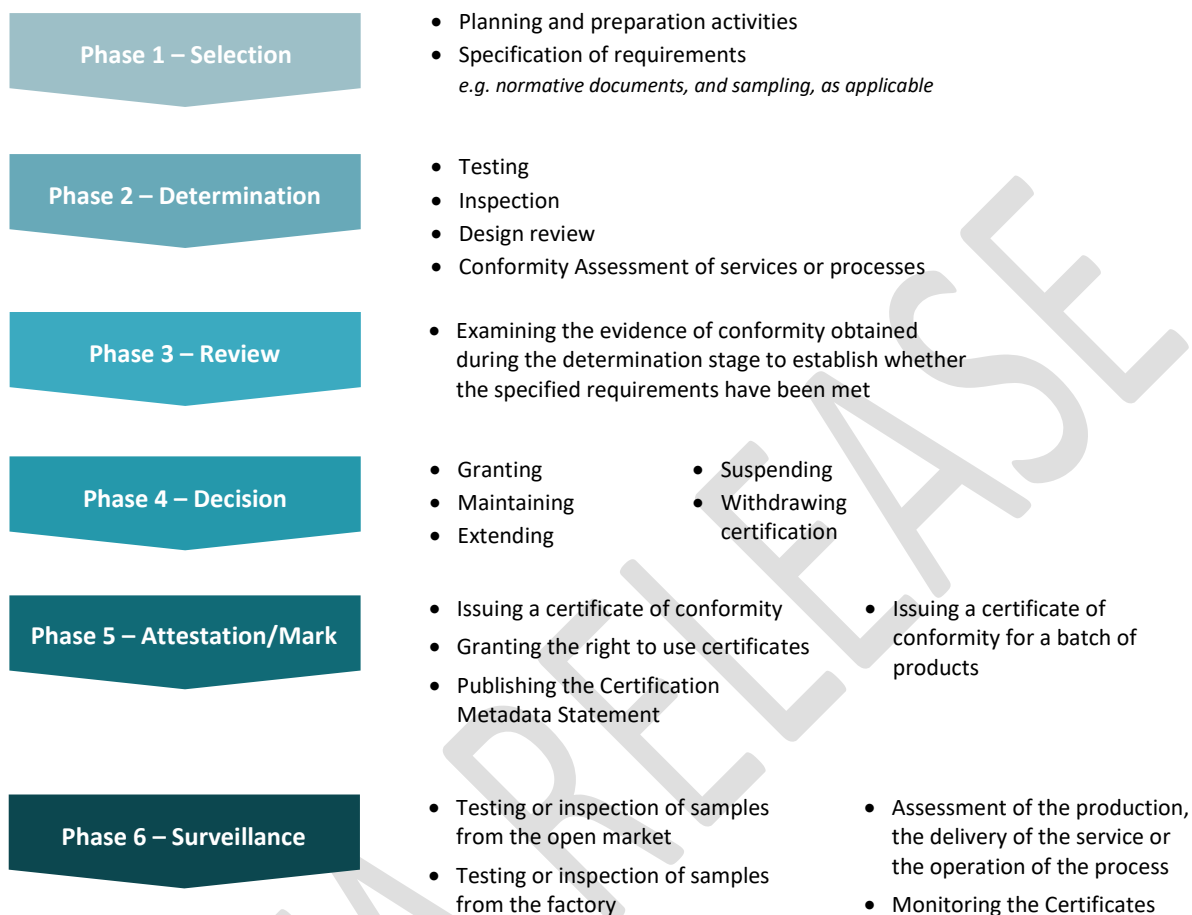 Phase 1 – Selection
• Planning and preparation activities
• Specification of requirements
e.g. normative documents, and sampling, as applicable
Phase 2 – Determination
• Testing
• Inspection
• Design review
• Conformity Assessment of services or processes
Phase 3 – Review
• Examining the evidence of conformity obtained
during the determination stage to establish whether
the specified requirements have been met
Phase 4 – Decision
• Granting
• Maintaining
• Extending
• Suspending
• Withdrawing
certification
Phase 5 – Attestation/Mark
• Issuing a certificate of conformity
• Granting the right to use certificates
• Publishing the Certification
Metadata Statement
• Issuing a certificate of
conformity for a batch of
products
Phase 6 – Surveillance
• Testing or inspection of samples
from the open market
• Testing or inspection of samples
from the factory
• Assessment of the production,
the delivery of the service or
the operation of the process
• Monitoring the Certificates
RELEASE